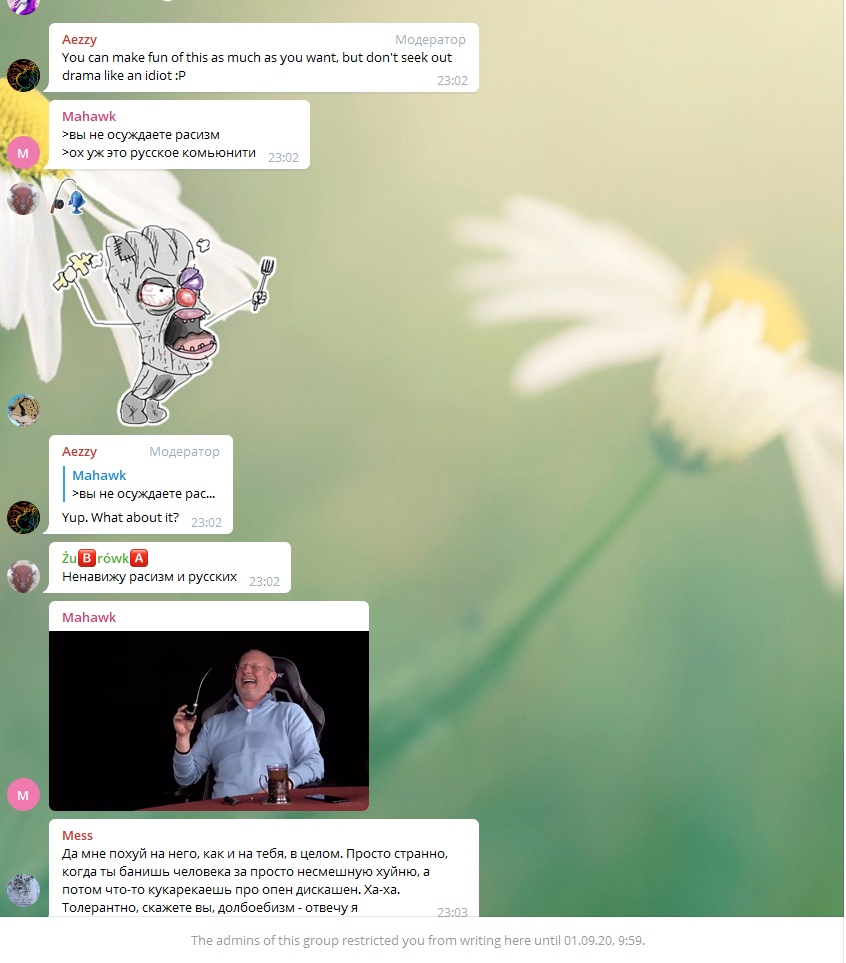 Aezzy Модератор
You can make fun of this as much as you want, but don't seek out
drama like an idiot :P 23:02
Mahawk
>вы не осуждаете расизм
>ох уж это русское комьюнити 23:02
M
Aezzy Модератор
Mahawk
>вы не осуждаете рас...
Yup. What about it? 23:02
ŻuBrówkA
Ненавижу расизм и русских 23:02
Mahawk
M
Mess
Да мне похуй на него, как и на тебя, в целом. Просто странно,
когда ты банишь человека за просто несмешную хуйню, а
потом что-то кукарекаешь про опен дискашен. Ха-ха.
Толерантно, скажете вы, долбоебизм - отвечу я 23:03
The admins of this group restricted you from writing here until 01.09.20, 9:59.